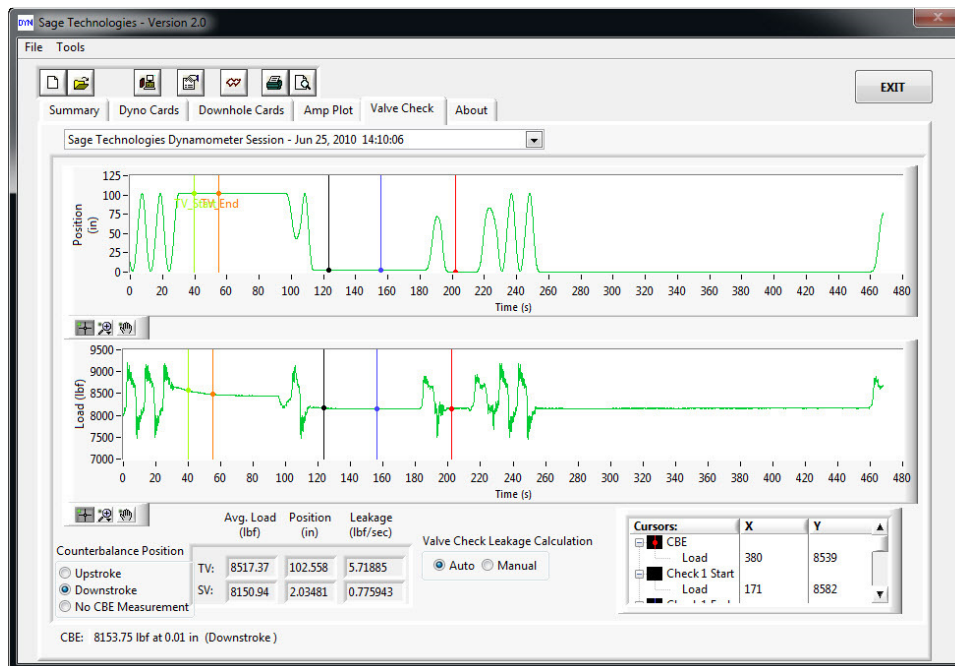 DYN Sage Technologies - Version 2.0
File Tools
EXIT
Summary Dyno Cards Downhole Cards Amp Plot Valve Check About
Sage Technologies Dynamometer Session - Jun 25, 2010 14:10:06
Position (in)
125
100
75
50
25
0
TV_End
0 20 40 60 80 100 120 140 160 180 200 220 240 260 280 300 320 340 360 380 400 420 440 460 480
Time (s)
Load (lbf)
9500
9000
8500
8000
7500
7000
0 20 40 60 80 100 120 140 160 180 200 220 240 260 280 300 320 340 360 380 400 420 440 460 480
Time (s)
Counterbalance Position
Upstroke
Downstroke
No CBE Measurement
Avg. Load (lbf) Position (in) Leakage (lbf/sec)
TV: 8517.37 102.558 5.71885
SV: 8150.94 2.03481 0.775943
Valve Check Leakage Calculation
Auto Manual
Cursors: X Y
CBE
Load 380 8539
Check 1 Start
Load 171 8582
CBE: 8153.75 lbf at 0.01 in (Downstroke )